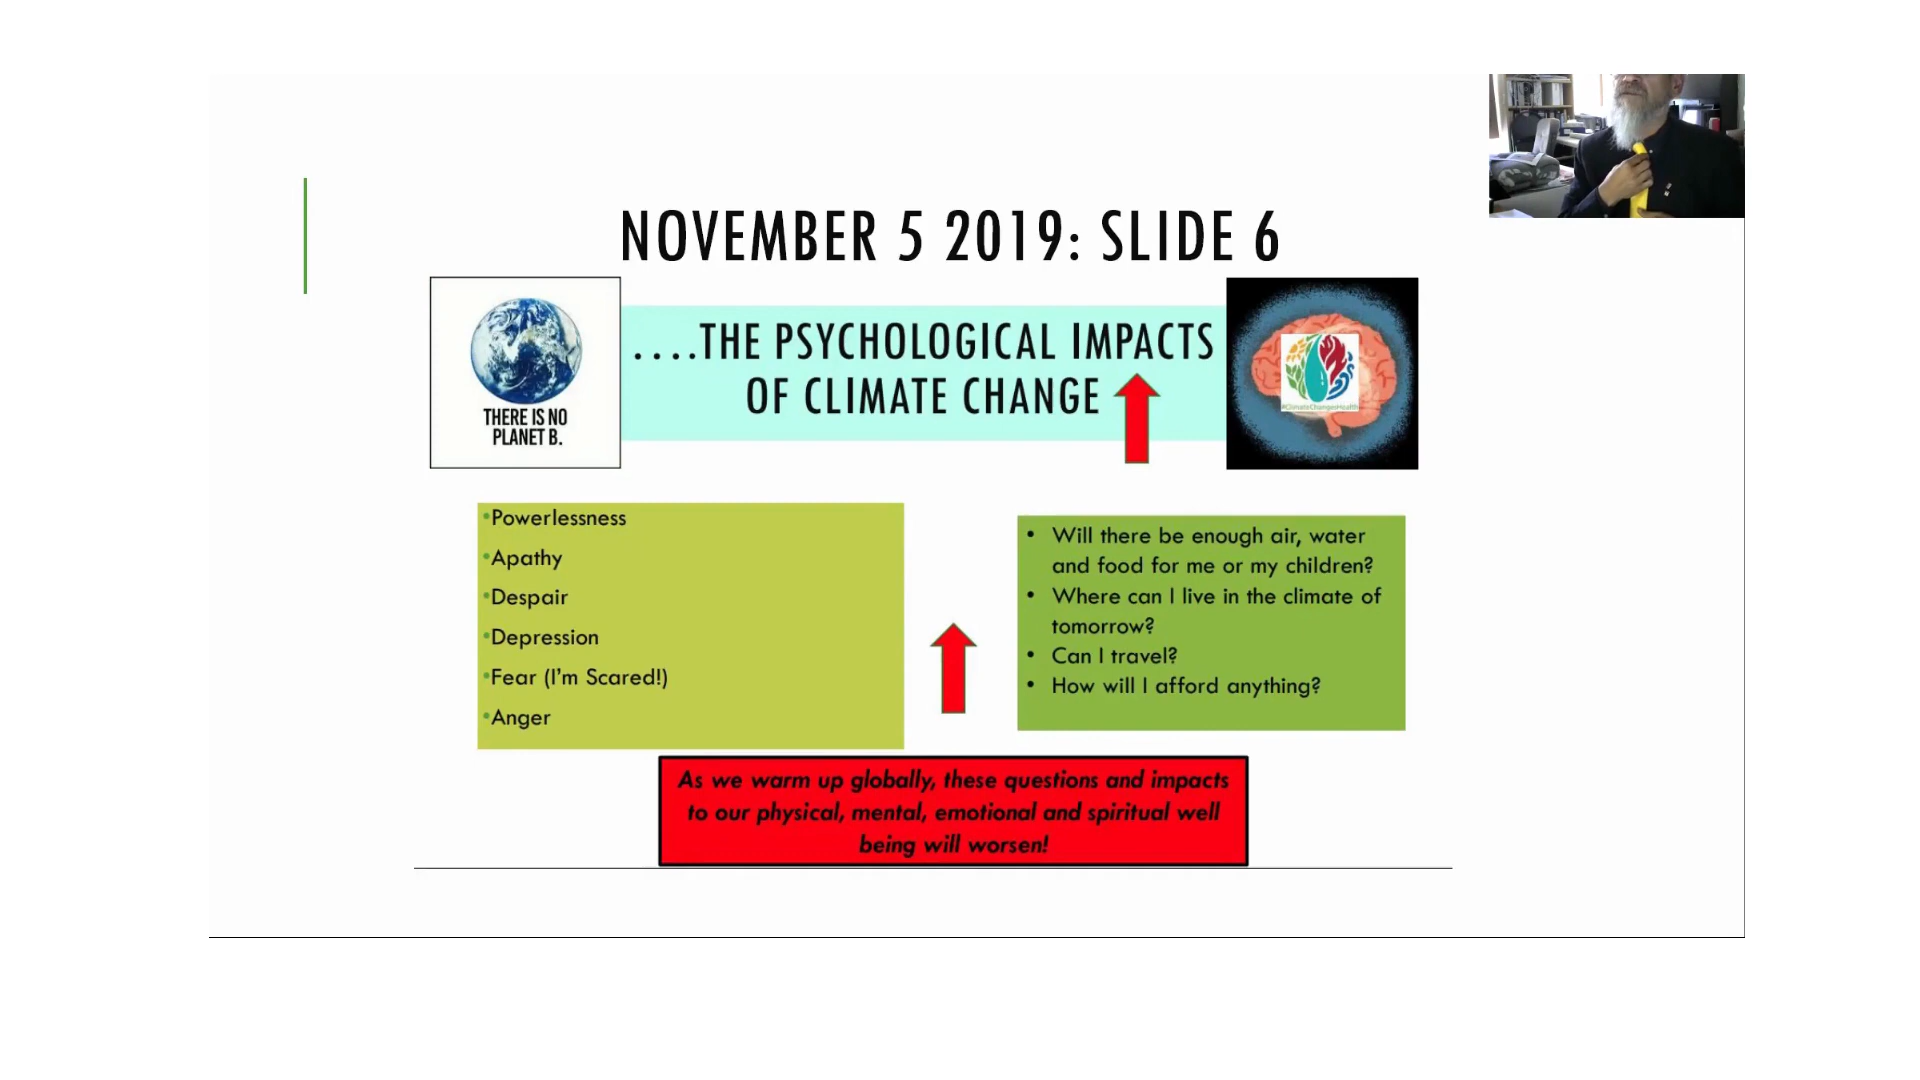 NOVEMBER 5 2019: SLIDE 6
THERE IS NO
PLANET B.
....THE PSYCHOLOGICAL IMPACTS
OF CLIMATE CHANGE
#ClimateChangesHealth
•Powerlessness
•Apathy
•Despair
•Depression
•Fear (I'm Scared!)
•Anger
• Will there be enough air, water
and food for me or my children?
• Where can I live in the climate of
tomorrow?
• Can I travel?
• How will I afford anything?
As we warm up globally, these questions and impacts
to our physical, mental, emotional and spiritual well
being will worsen!